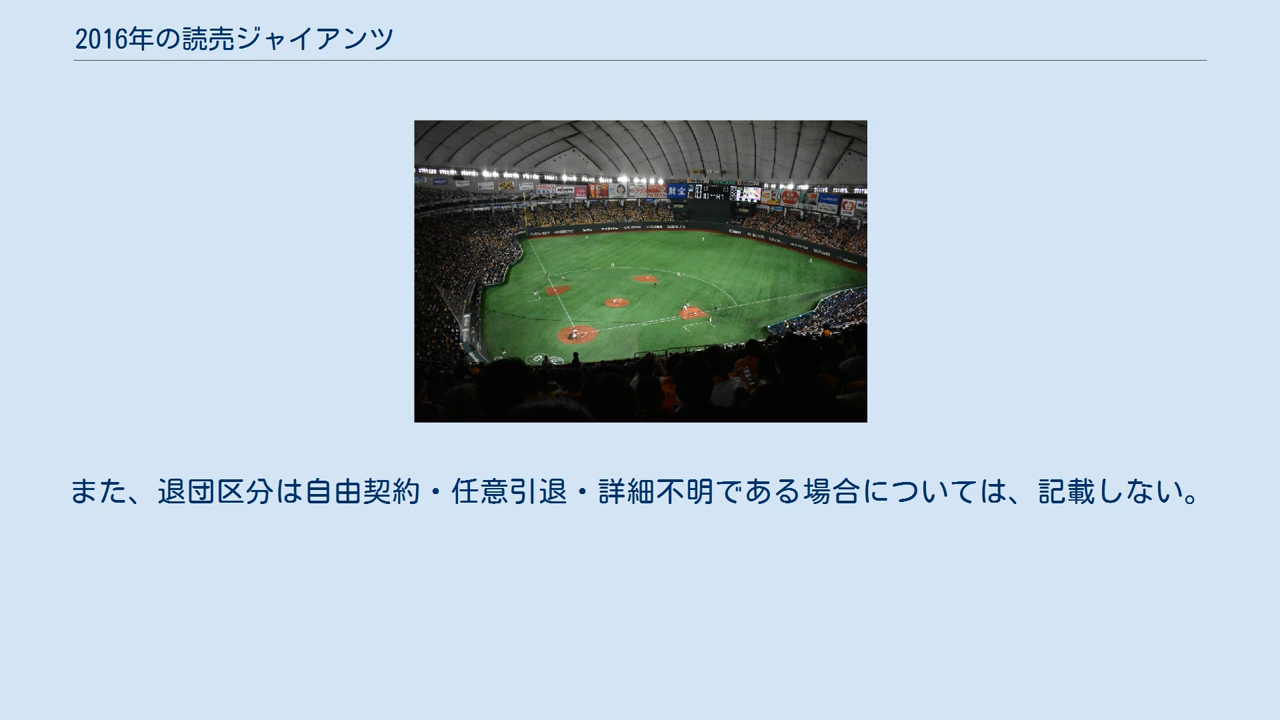 2016年の読売ジャイアンツ
財宝
また、退団区分は自由契約・任意引退・詳細不明である場合については、記載しない。